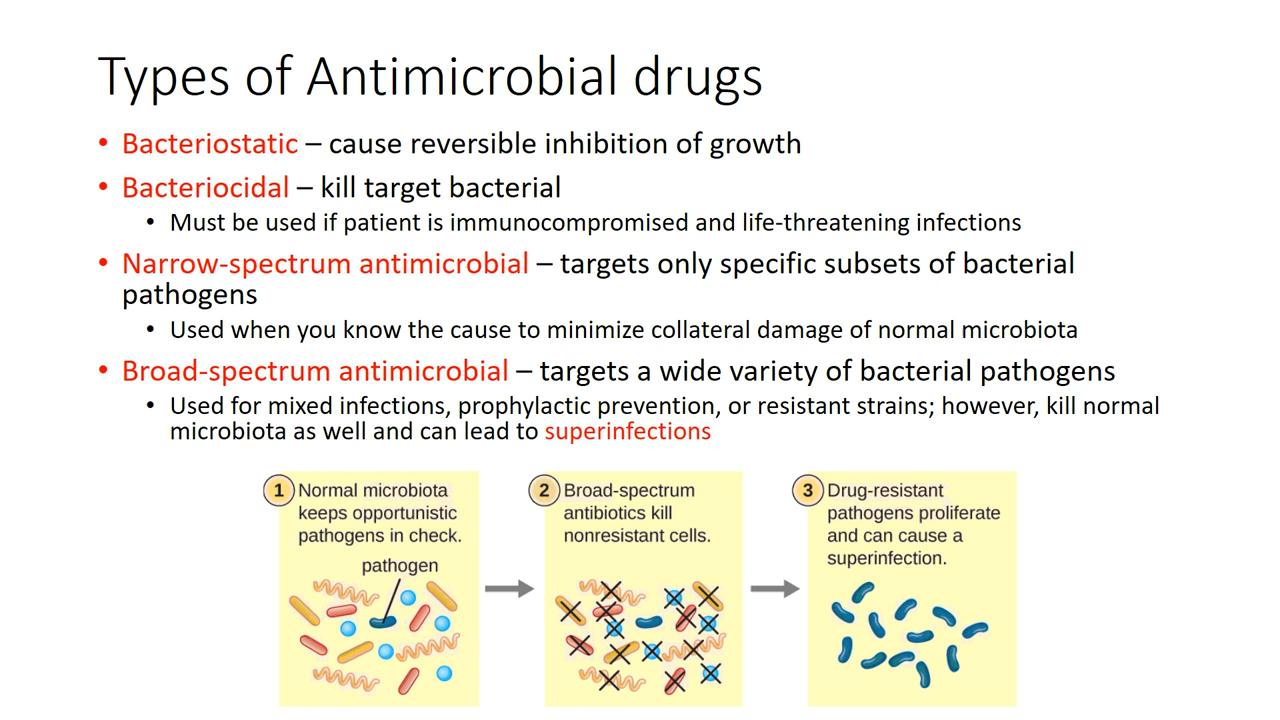 Types of Antimicrobial drugs
• Bacteriostatic – cause reversible inhibition of growth
• Bacteriocidal – kill target bacterial
• Must be used if patient is immunocompromised and life-threatening infections
• Narrow-spectrum antimicrobial – targets only specific subsets of bacterial
pathogens
• Used when you know the cause to minimize collateral damage of normal microbiota
• Broad-spectrum antimicrobial – targets a wide variety of bacterial pathogens
• Used for mixed infections, prophylactic prevention, or resistant strains; however, kill normal
microbiota as well and can lead to superinfections
1 Normal microbiota
keeps opportunistic
pathogens in check.
pathogen
2 Broad-spectrum
antibiotics kill
nonresistant cells.
3 Drug-resistant
pathogens proliferate
and can cause a
superinfection.